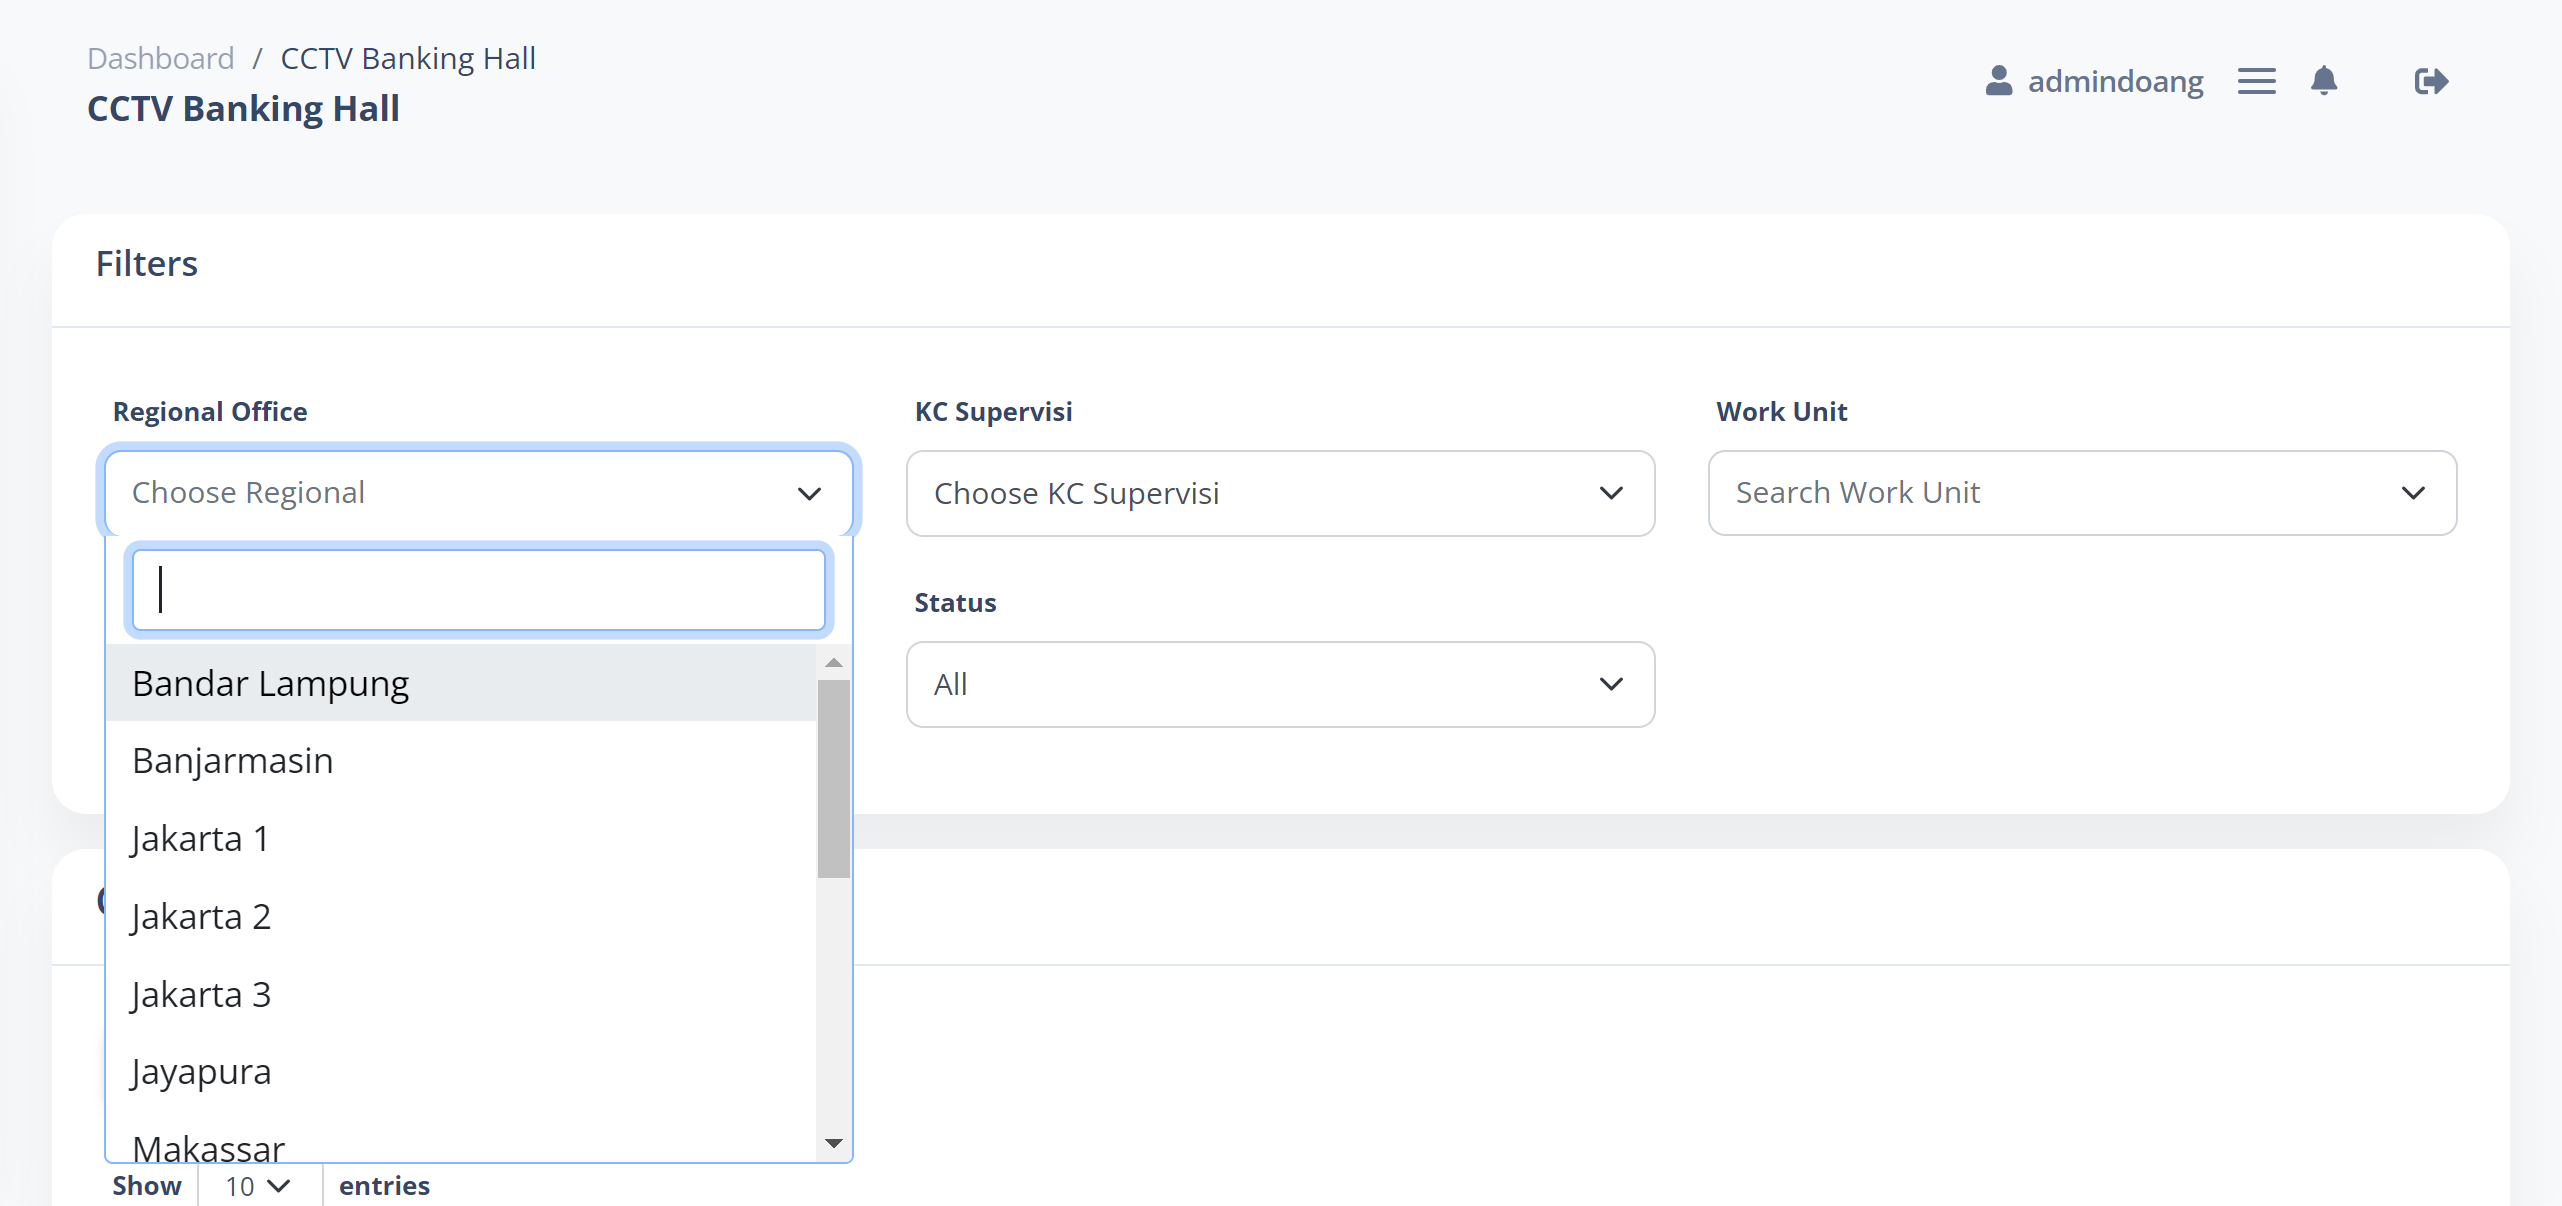 Dashboard / CCTV Banking Hall
CCTV Banking Hall
admindoang
Filters
Regional Office
KC Supervisi
Work Unit
Choose Regional
Choose KC Supervisi
Search Work Unit
Status
All
Bandar Lampung
Banjarmasin
Jakarta 1
Jakarta 2
Jakarta 3
Jayapura
Makassar
Show 10 entries